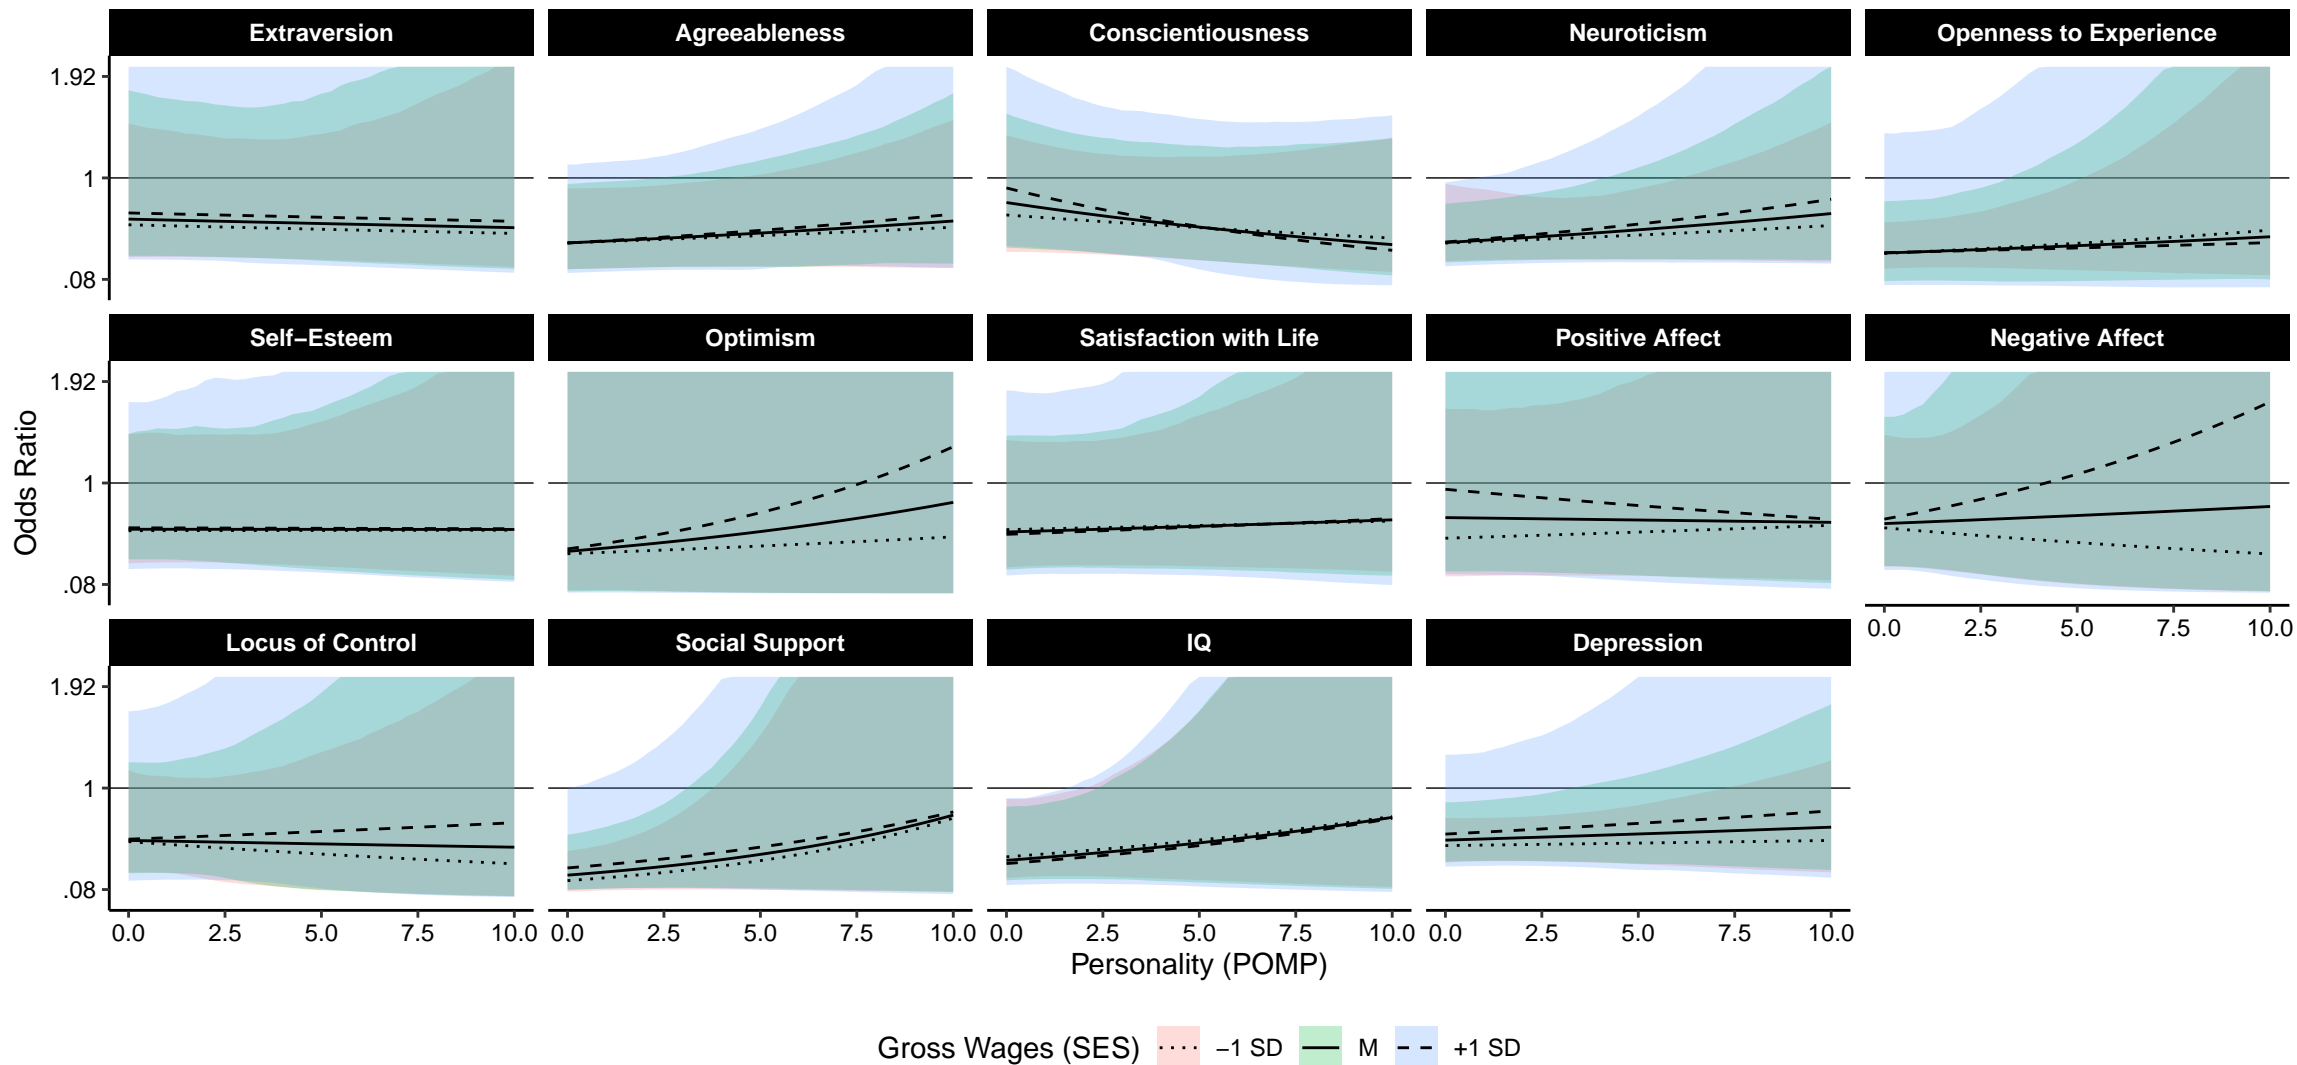 Extraversion Agreeableness Conscientiousness Neuroticism Openness to Experience
1.92
1
.08
Self−Esteem Optimism Satisfaction with Life Positive Affect Negative Affect
1.92
1
.08
0.0 2.5 5.0 7.5 10.0
Locus of Control Social Support IQ Depression
1.92
1
.08
0.0 2.5 5.0 7.5 10.0 0.0 2.5 5.0 7.5 10.0 0.0 2.5 5.0 7.5 10.0 0.0 2.5 5.0 7.5 10.0
Odds Ratio
Personality (POMP)
Gross Wages (SES) −1 SD M +1 SD